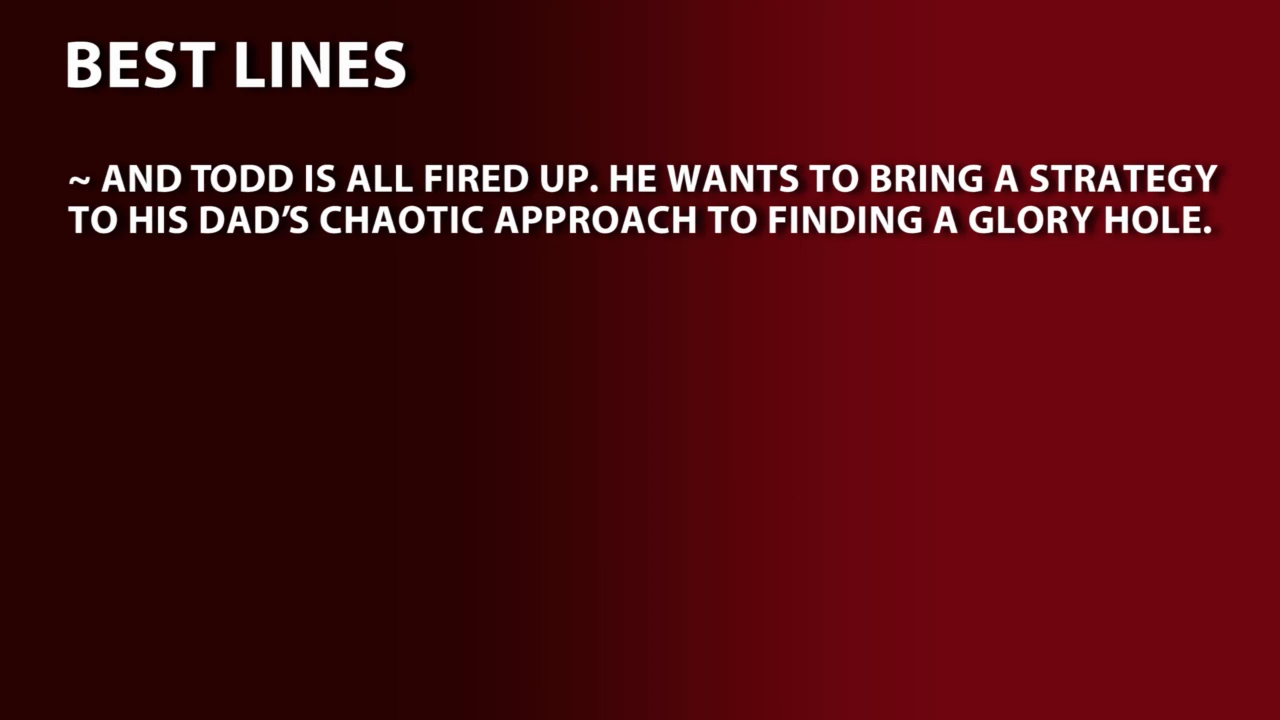 BEST LINES
~ AND TODD IS ALL FIRED UP. HE WANTS TO BRING A STRATEGY
TO HIS DAD’S CHAOTIC APPROACH TO FINDING A GLORY HOLE.